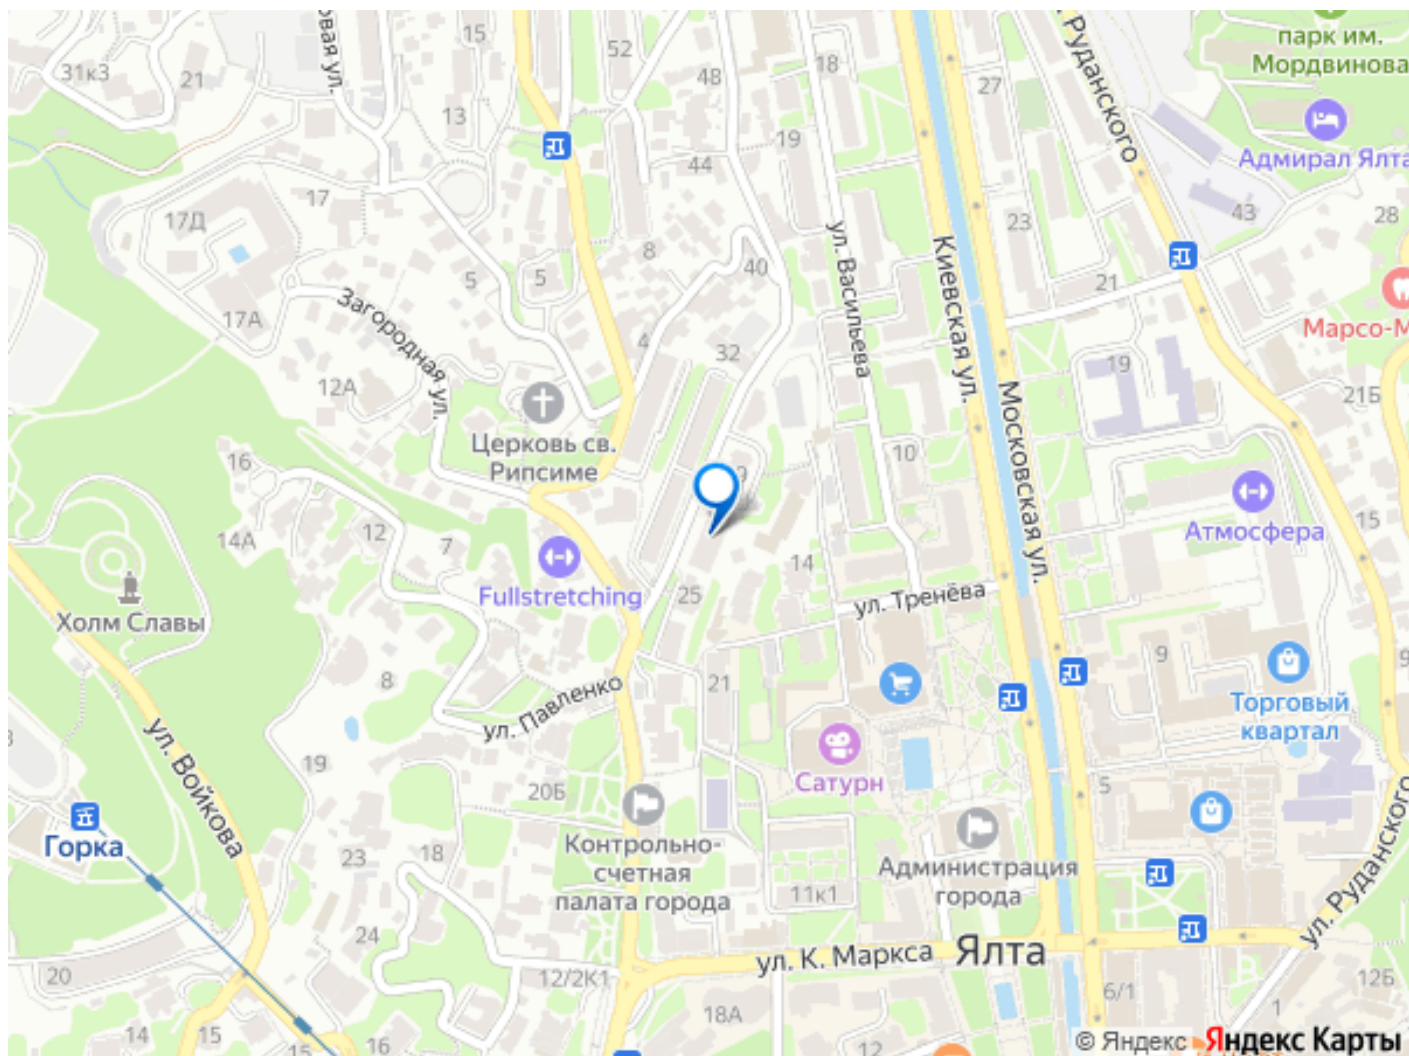 парк им.
Мордвинова
Адмирал Ялта
ул. Руданского
овая ул.
31к3
21
15
13
52
48
18
19
44
27
23
43
28
21
17
17Д
17А
5
5
8
4
40
32
12А
Загородная ул.
ул. Васильева
Киевская ул.
Московская ул.
Марсо-М
19
21Б
Церковь св.
Рипсиме
16
14А
12
7
9
10
14
15
Атмосфера
Fullstretching
25
ул. Тренёва
Холм Славы
8
19
21
9
9
ул. Павленко
ул. Войкова
Торговый
квартал
Сатурн
20Б
5
Горка
23
18
24
20
Контрольно-
счетная
палата города
11к1
Администрация
города
ул. Руданского
ул. К. Маркса
Ялта
12/2К1
18А
6/1
12Б
1
14
15
15
16
12
© Яндекс
Яндекс Карты